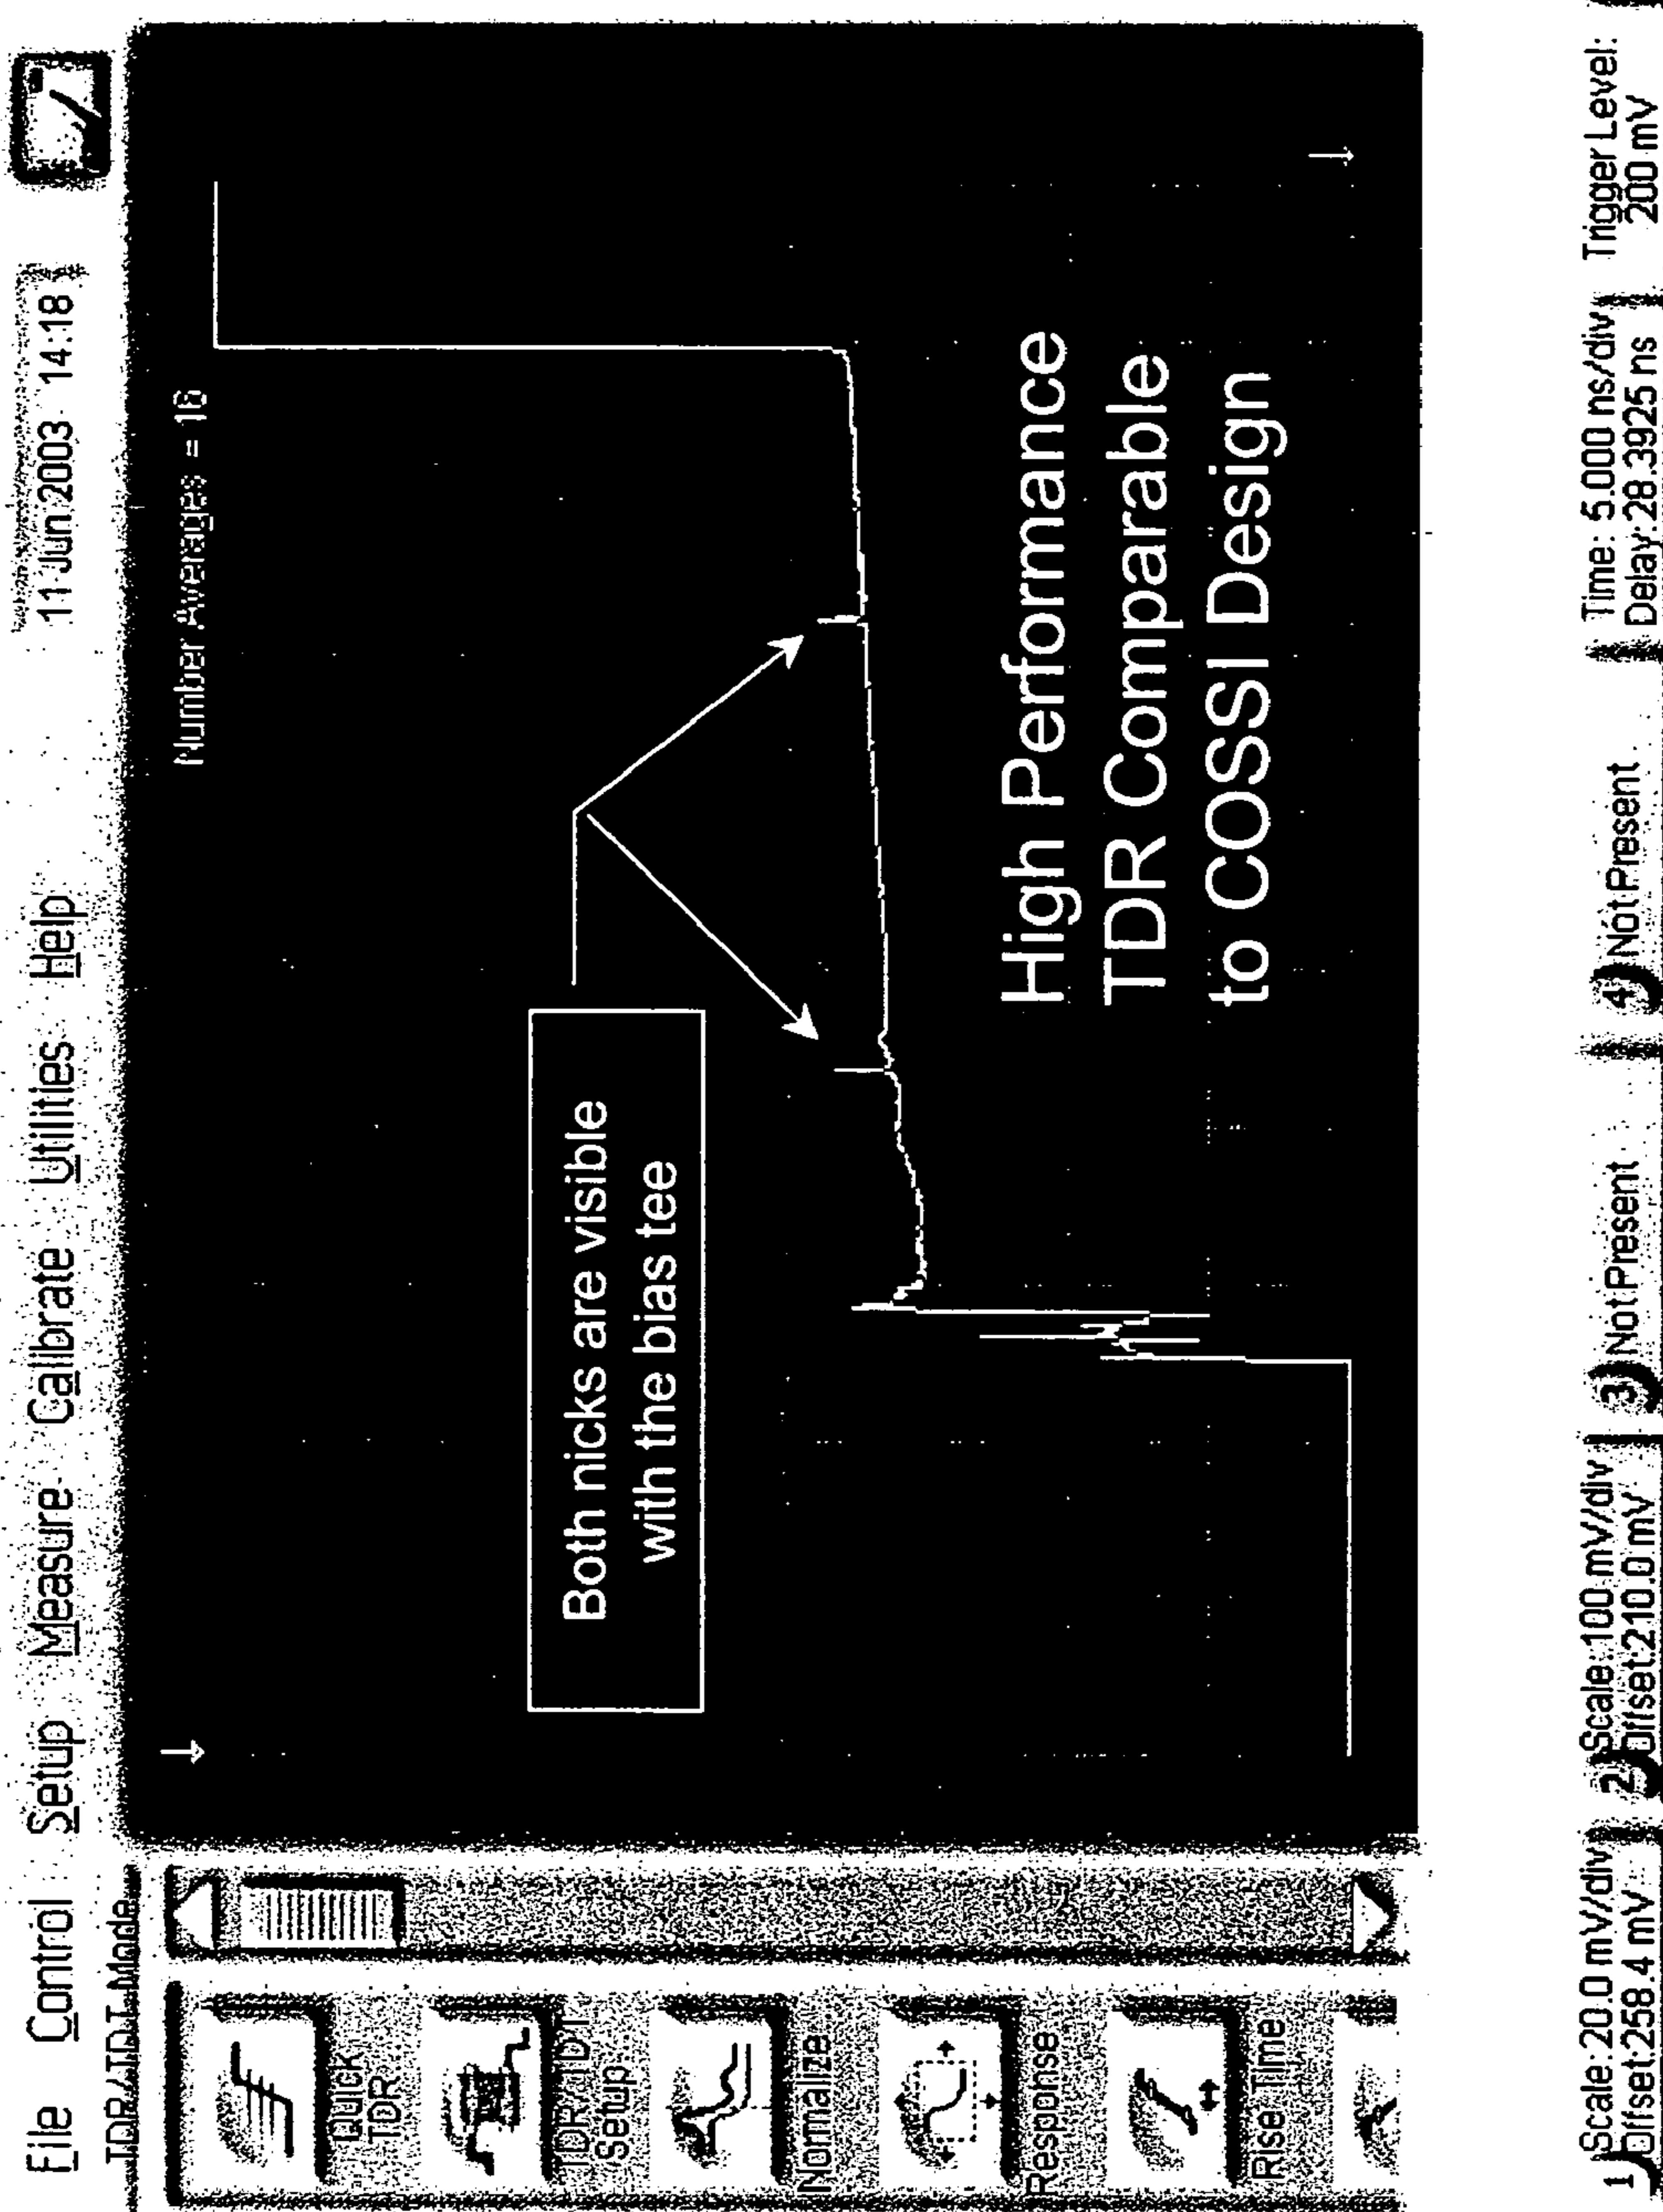 File Control Setup Measure Calibrate Utilities Help
11 Jun 2003 14:18
TDR/TDT Mode
Number Averages = 16
Quick
TDR
TDR/TDT
Setup
Normalize
Response
Rise Time
Both nicks are visible
with the bias tee
High Performance
TDR Comparable
to COSSI Design
1 Scale:20.0 mV/div
Offset:258.4 mV
2 Scale:100 mV/div
Offset:210.0 mV
3 Not Present
4 Not Present
Time: 5.000 ns/div
Delay:28.3925 ns
Trigger Level:
200 mV